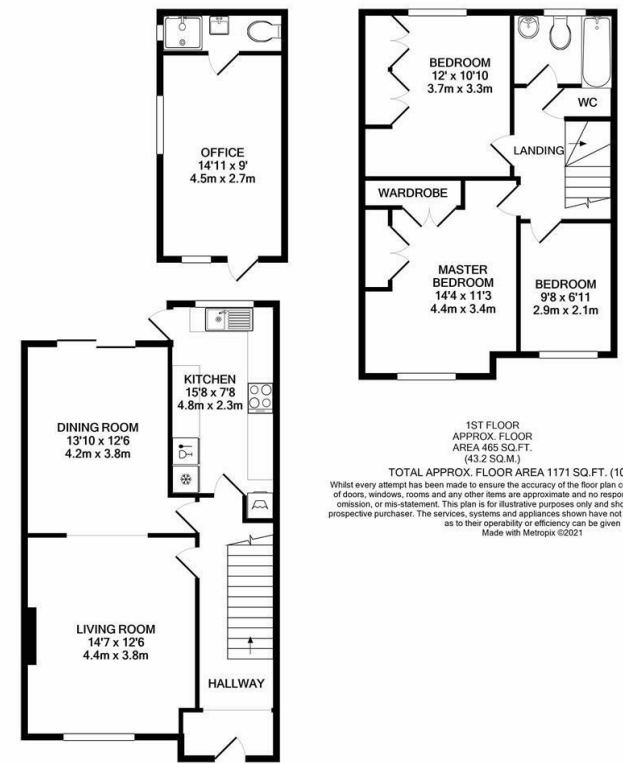 OFFICE
14'11 x 9'
4.5m x 2.7m
BEDROOM
12' x 10'10
3.7m x 3.3m
WC
LANDING
WARDROBE
MASTER
BEDROOM
14'4 x 11'3
4.4m x 3.4m
BEDROOM
9'8 x 6'11
2.9m x 2.1m
KITCHEN
15'8 x 7'8
4.8m x 2.3m
DINING ROOM
13'10 x 12'6
4.2m x 3.8m
LIVING ROOM
14'7 x 12'6
4.4m x 3.8m
HALLWAY
1ST FLOOR
APPROX. FLOOR
AREA 465 SQ.FT.
(43.2 SQ.M.)
TOTAL APPROX. FLOOR AREA 1171 SQ.FT. (10
Whilst every attempt has been made to ensure the accuracy of the floor plan c
of doors, windows, rooms and any other items are approximate and no respon
omission, or mis-statement. This plan is for illustrative purposes only and sho
prospective purchaser. The services, systems and appliances shown have not
as to their operability or efficiency can be given
Made with Metropix ©2021